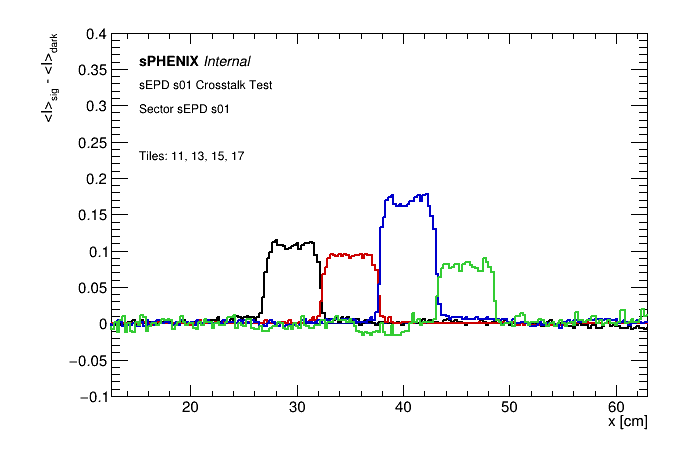 0.4
0.35
0.3
0.25
0.2
0.15
0.1
0.05
0
−0.05
−0.1
<I>sig - <I>dark
sPHENIX Internal
sEPD s01 Crosstalk Test
Sector sEPD s01
Tiles: 11, 13, 15, 17
20 30 40 50 60
x [cm]